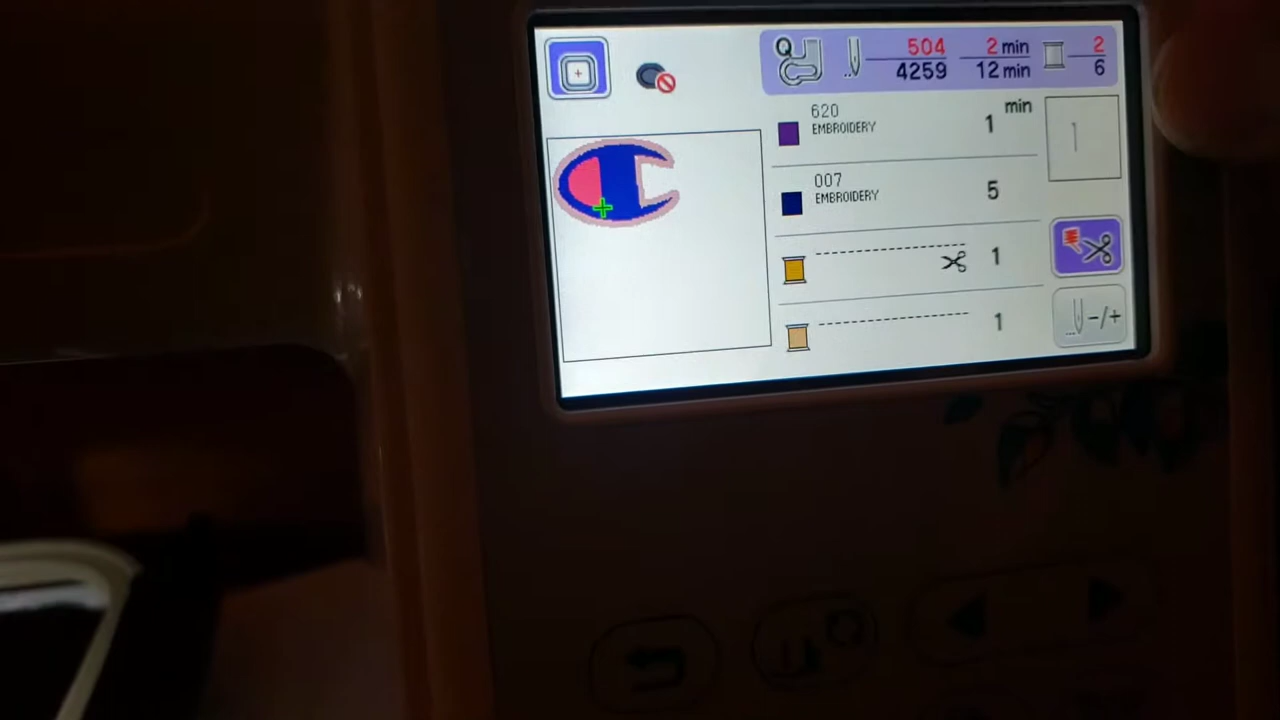 Q
504 2 min 2
4259 12 min 6
min
620
EMBROIDERY 1
007
EMBROIDERY 5
1
1
-/+